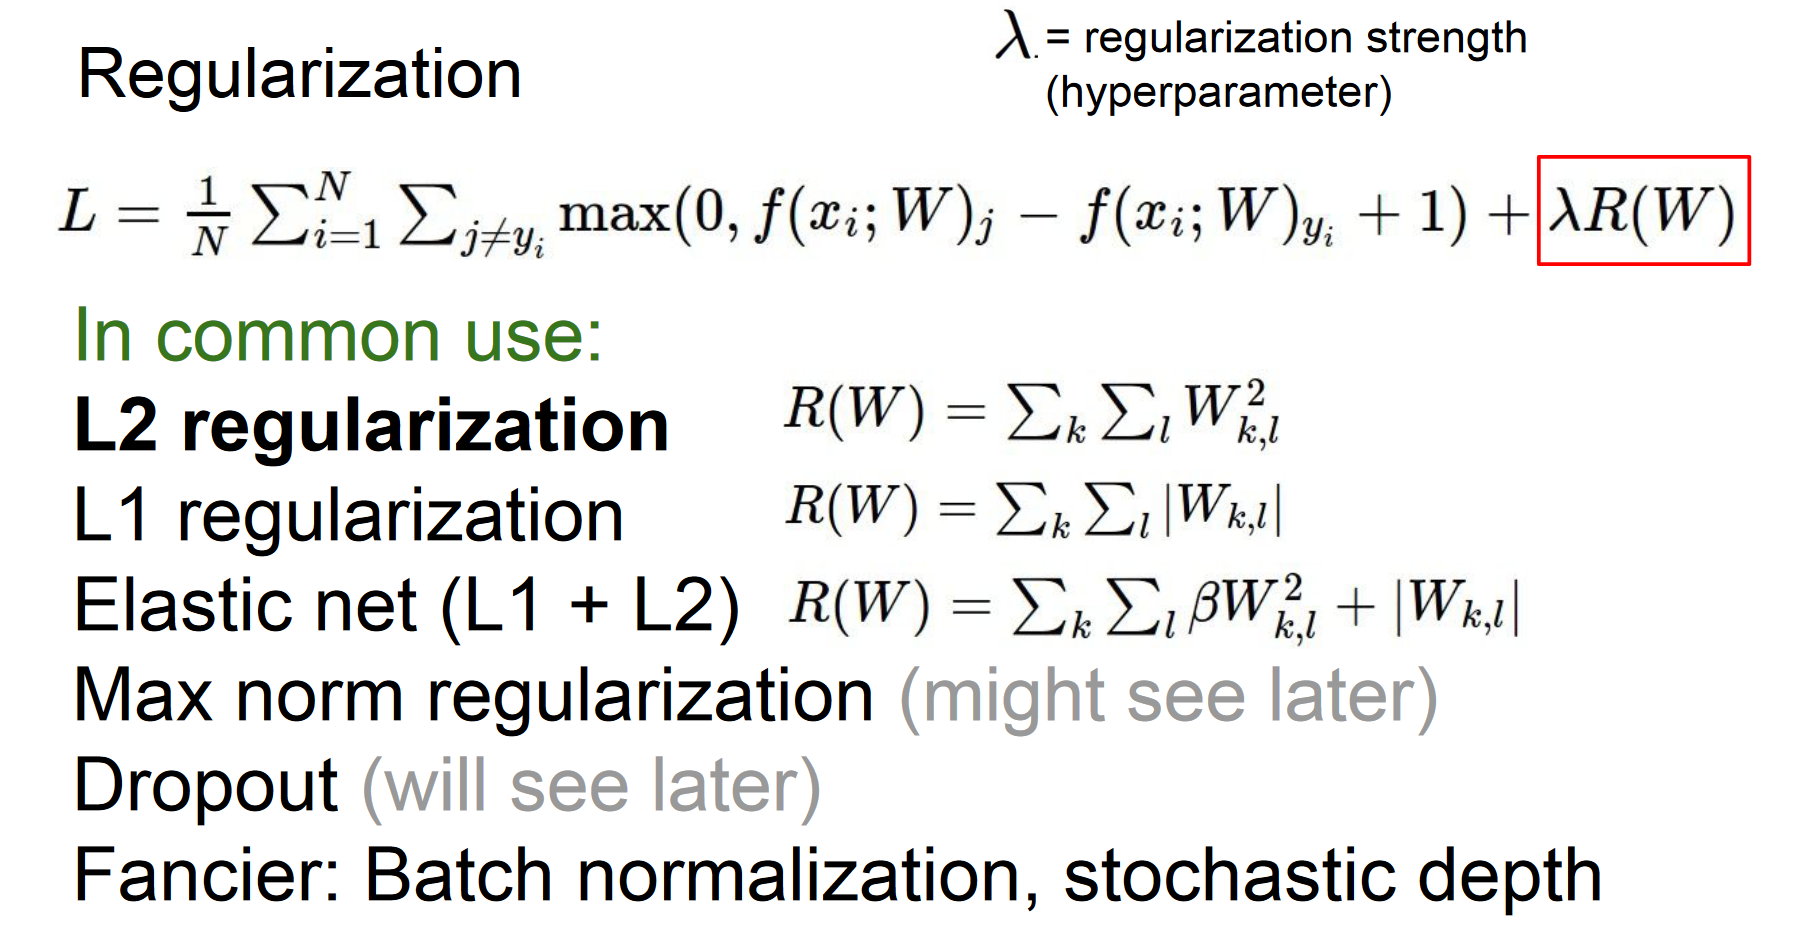 Regularization
λ. = regularization strength
(hyperparameter)
L = \frac{1}{N} \sum_{i=1}^{N} \sum_{j \neq y_i} \max(0, f(x_i; W)_j - f(x_i; W)_{y_i} + 1) + \lambda R(W)
In common use:
L2 regularization R(W) = \sum_k \sum_l W_{k,l}^2
L1 regularization R(W) = \sum_k \sum_l |W_{k,l}|
Elastic net (L1 + L2) R(W) = \sum_k \sum_l \beta W_{k,l}^2 + |W_{k,l}|
Max norm regularization (might see later)
Dropout (will see later)
Fancier: Batch normalization, stochastic depth